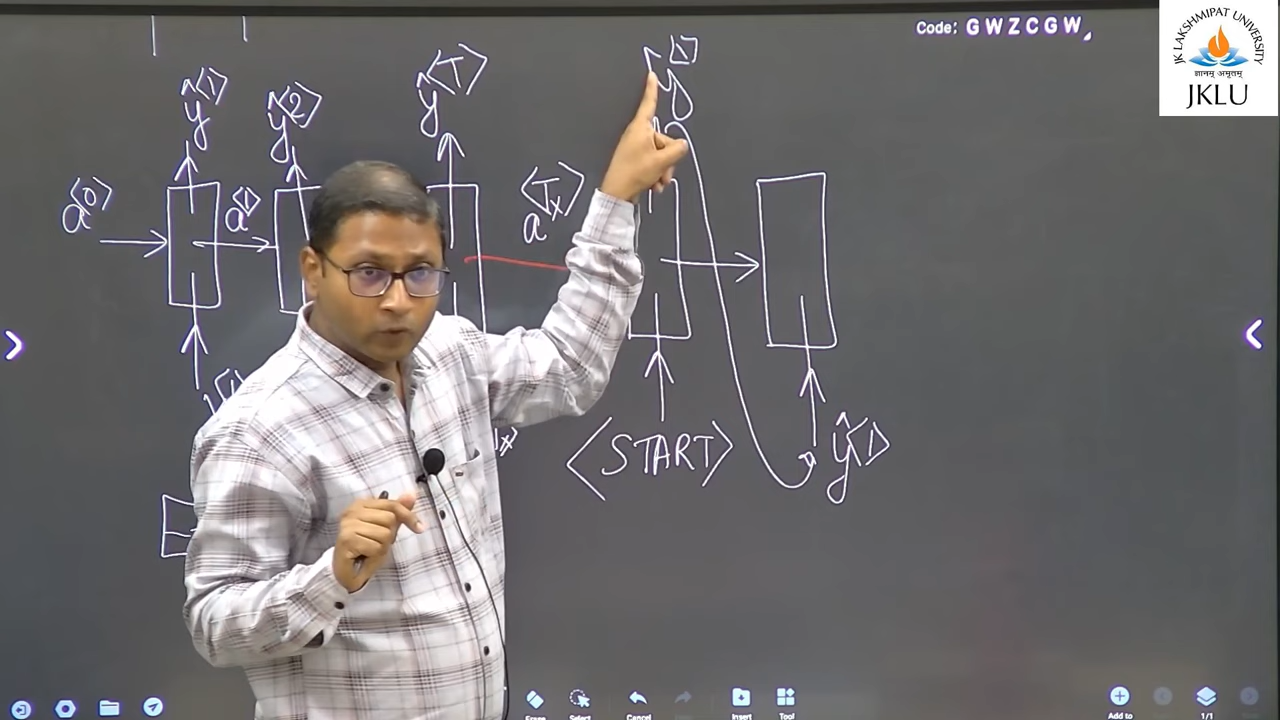 Code: GWZCGW
JK LAKSHMIPAT UNIVERSITY
ज्ञानम् अमृतम्
JKLU
ŷ<1> ŷ<2> ŷ<T> ŷ<1>
a<0> a<1> a<Tx>
<START> ŷ<1>
Erase Select Cancel Insert Tool Add to 1/1